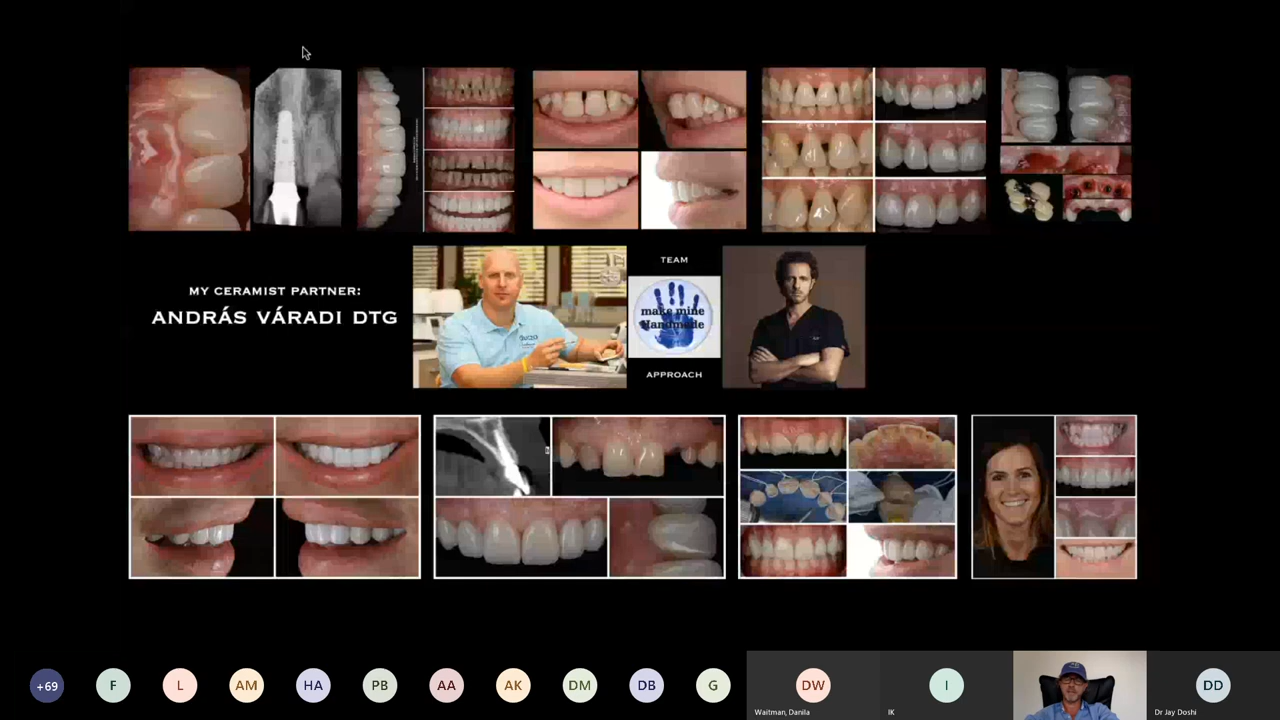 MY CERAMIST PARTNER:
ANDRÁS VÁRADI DTG
TEAM
make mine
Handmade
APPROACH
+69
F
L
AM
HA
PB
AA
AK
DM
DB
G
DW
I
DD
Waitman, Danila
IK
Dr Jay Doshi